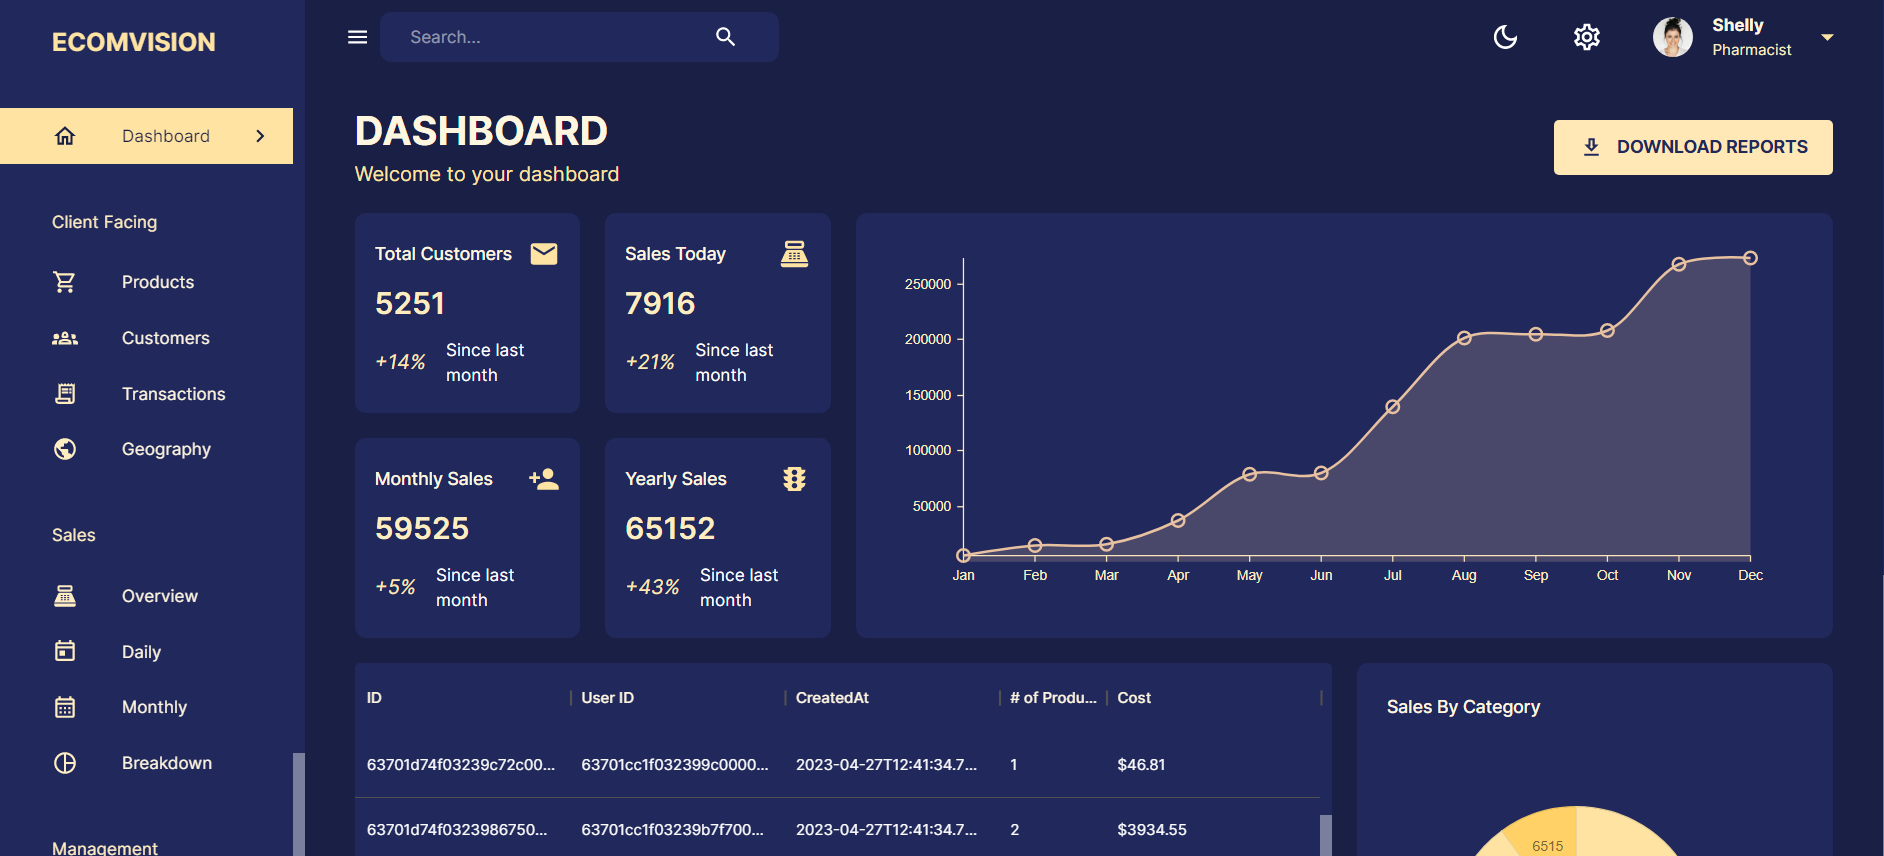 ECOMVISION
Search...
Shelly
Pharmacist
Dashboard
Client Facing
Products
Customers
Transactions
Geography
Sales
Overview
Daily
Monthly
Breakdown
Management
DASHBOARD
Welcome to your dashboard
DOWNLOAD REPORTS
Total Customers
5251
+14% Since last
month
Sales Today
7916
+21% Since last
month
Monthly Sales
59525
+5% Since last
month
Yearly Sales
65152
+43% Since last
month
250000
200000
150000
100000
50000
Jan Feb Mar Apr May Jun Jul Aug Sep Oct Nov Dec
ID User ID CreatedAt # of Produ... Cost
63701d74f03239c72c00... 63701cc1f032399c0000... 2023-04-27T12:41:34.7... 1 $46.81
63701d74f0323986750... 63701cc1f03239b7f700... 2023-04-27T12:41:34.7... 2 $3934.55
Sales By Category
6515